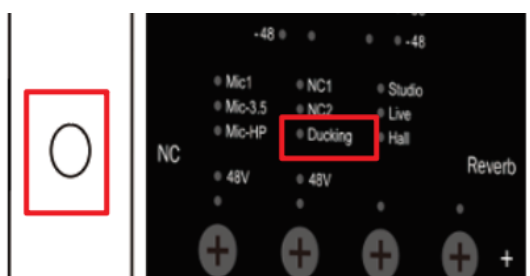 -48 -48
Mic1 NC1 Studio
Mic-3.5 NC2 Live
Mic-HP Ducking Hall
NC
Reverb
48V 48V
+ + + + +